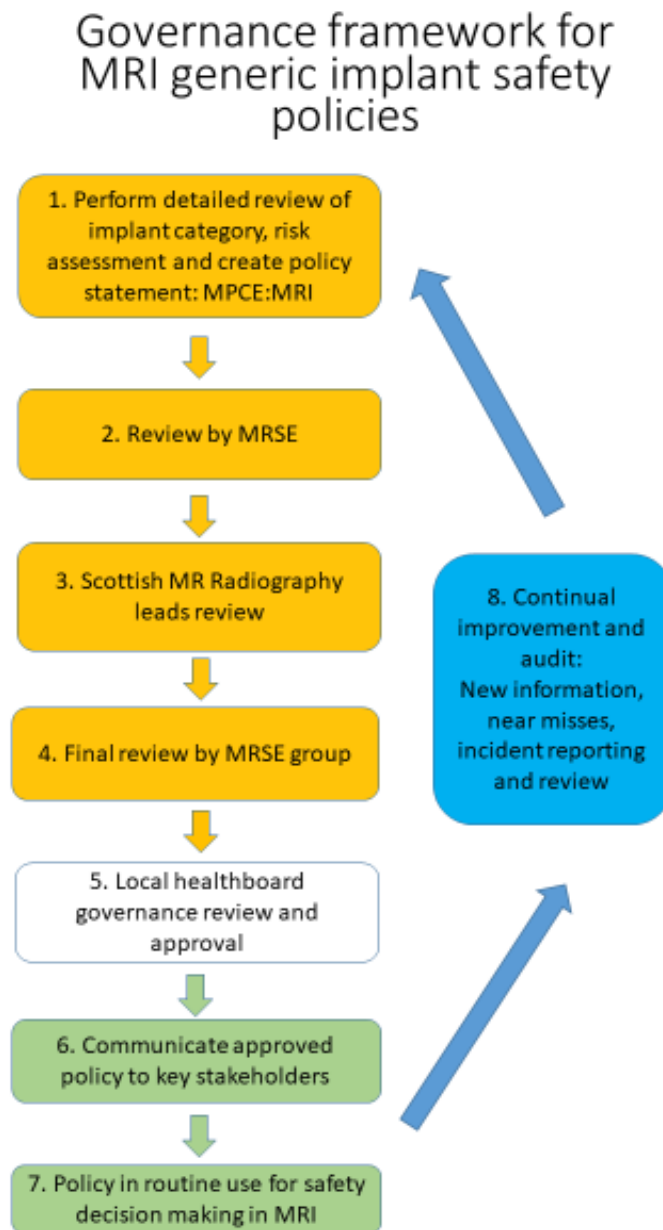 Governance framework for
MRI generic implant safety
policies
1. Perform detailed review of
implant category, risk
assessment and create policy
statement: MPCE:MRI
2. Review by MRSE
3. Scottish MR Radiography
leads review
4. Final review by MRSE group
5. Local healthboard
governance review and
approval
6. Communicate approved
policy to key stakeholders
7. Policy in routine use for safety
decision making in MRI
8. Continual
improvement and
audit:
New information,
near misses,
incident reporting
and review